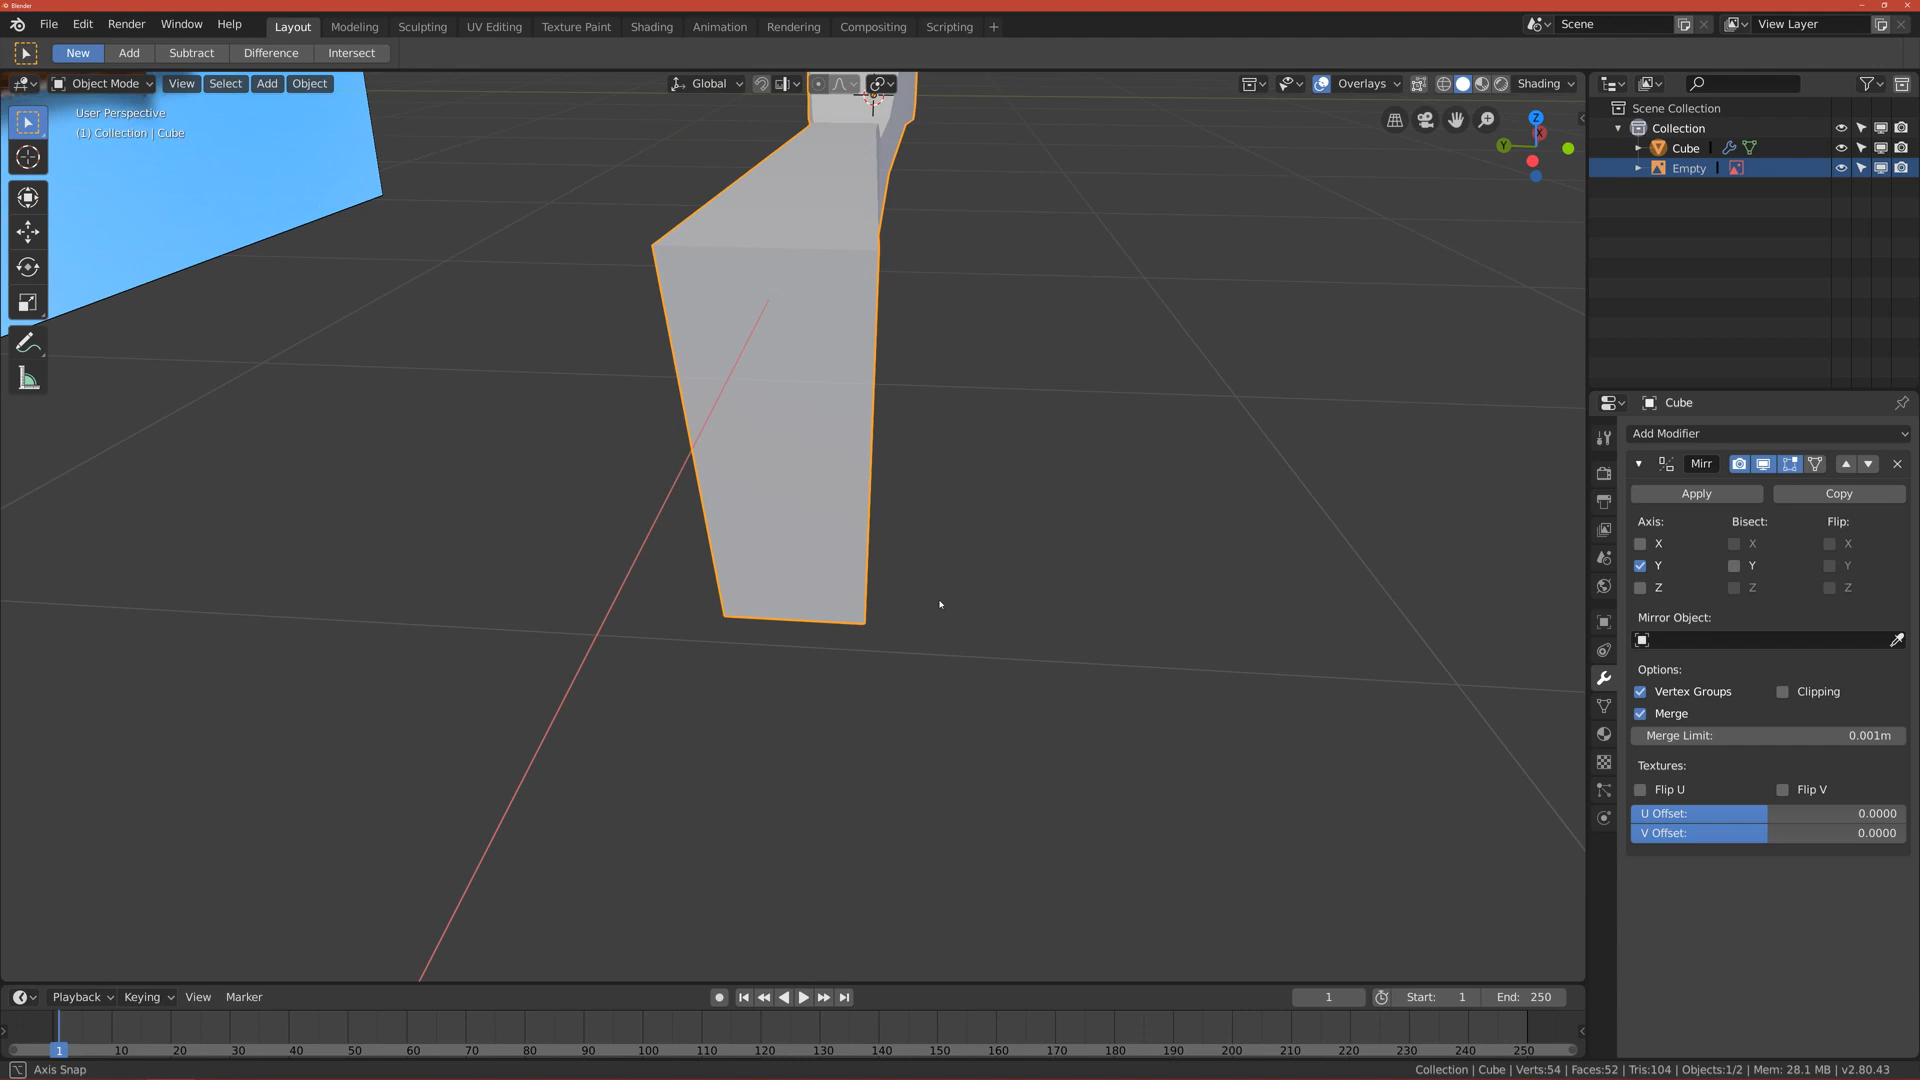 Blender
File Edit Render Window Help Layout Modeling Sculpting UV Editing Texture Paint Shading Animation Rendering Compositing Scripting + Scene View Layer
New Add Subtract Difference Intersect
Object Mode View Select Add Object Global Overlays Shading
User Perspective
(1) Collection | Cube
Z
X
Y
Scene Collection
Collection
Cube
Empty
Cube
Add Modifier
Mirr
Apply Copy
Axis: Bisect: Flip:
X X X
Y Y Y
Z Z Z
Mirror Object:
Options:
Vertex Groups Clipping
Merge
Merge Limit: 0.001m
Textures:
Flip U Flip V
U Offset: 0.0000
V Offset: 0.0000
Playback Keying View Marker 1 Start: 1 End: 250
1 10 20 30 40 50 60 70 80 90 100 110 120 130 140 150 160 170 180 190 200 210 220 230 240 250
Axis Snap Collection | Cube | Verts:54 | Faces:52 | Tris:104 | Objects:1/2 | Mem: 28.1 MB | v2.80.43